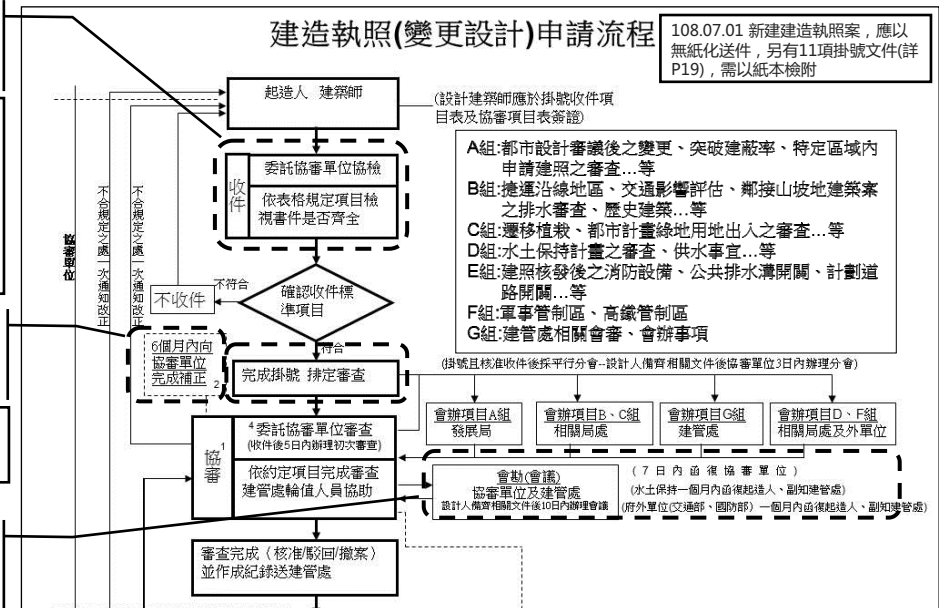 建造執照(變更設計)申請流程
108.07.01 新建建造執照案，應以
無紙化送件，另有11項掛號文件(詳
P19)，需以紙本檢附
起造人 建築師
(設計建築師應於掛號收件項
目表及協審項目表簽證)
收件
委託協審單位協檢
依表格規定項目檢
視書件是否齊全
A組:都市設計審議後之變更、突破建蔽率、特定區域內
申請建照之審查...等
B組:捷運沿線地區、交通影響評估、鄰接山坡地建築案
之排水審查、歷史建築...等
C組:遷移植栽、都市計畫綠地用地出入之審查...等
D組:水土保持計畫之審查、供水事宜...等
E組:建照核發後之消防設備、公共排水溝開闢、計劃道
路開闢...等
F組:軍事管制區、高鐵管制區
G組:建管處相關會審、會辦事項
不合規定之處一次通知改正
不合規定之處一次通知改正
不收件
不符合
確認收件標
準項目
符合
6個月內向
協審單位
完成補正
2
完成掛號 排定審查
(掛號且核准收件後採平行分會--設計人備齊相關文件後協審單位3日內辦理分會)
會辦項目A組
發展局
會辦項目B、C組
相關局處
會辦項目G組
建管處
會辦項目D、F組
相關局處及外單位
協審
1
4委託協審單位審查
(收件後5日內辦理初次審查)
依約定項目完成審查
建管處輪值人員協助
會勘(會議)
協審單位及建管處
設計人備齊相關文件後10日內辦理會議
(7日內函復協審單位)
(水土保持一個月內函復起造人、副知建管處)
(府外單位(交通部、國防部) 一個月內函復起造人、副知建管處)
審查完成（核准/駁回/撤案）
並作成紀錄送建管處